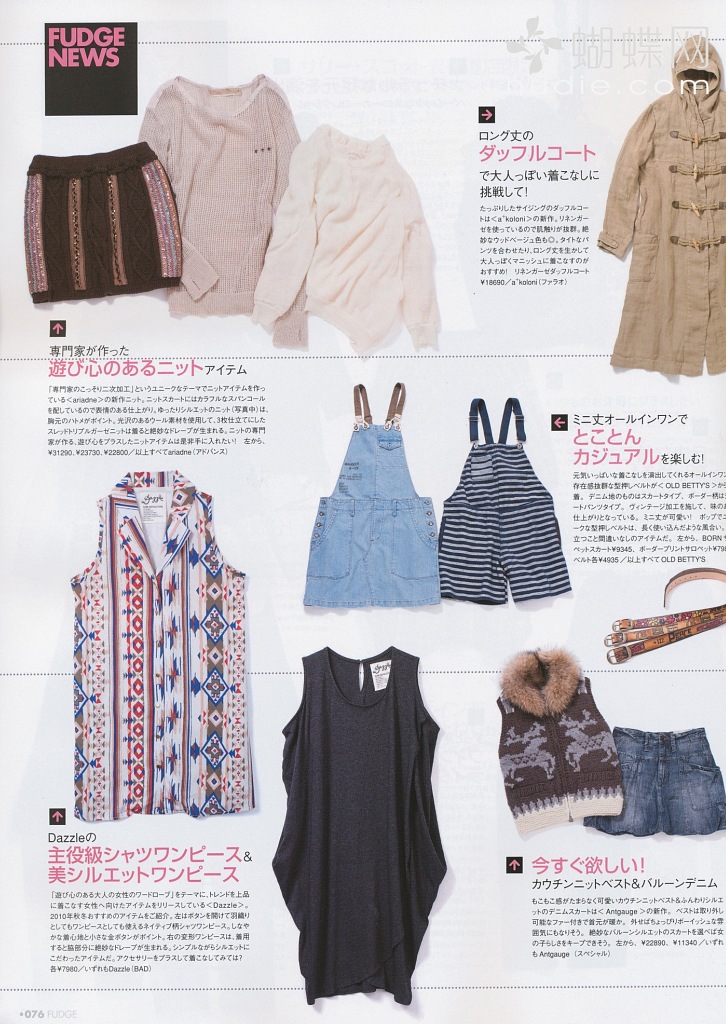 FUDGE
NEWS
蝴蝶网
hudie.com
ロング丈の
ダッフルコート
で大人っぽい着こなしに
挑戦して!
たっぷりしたサイジングのダッフルコー
トは<a"koloni>の新作。リネンガー
ゼを使っているので肌触りが抜群。絶
妙なウッドベージュ色も◎。タイトなパ
ンツを合わせたり、ロング丈を生かして
大人っぽくマニッシュに着こなすのが
おすすめ! リネンガーゼダッフルコート
¥18690/a"koloni(ファラオ)
専門家が作った
遊び心のあるニットアイテム
「専門家のこっそり二次加工」というユニークなテーマでニットアイテムを作っ
ている<ariadne>の新作ニット。ニットスカートにはカラフルなスパンコール
を配しているので表情のある仕上がり。ゆったりシルエットのニット(写真中)は、
胸元のハトメがポイント。光沢のあるウール素材を使用して、3枚仕立てにした
スレッドトリプルガーゼニットは着ると絶妙なドレープが生まれる。ニットの専門
家が作る、遊び心をプラスしたニットアイテムは是非手に入れたい! 左から、
¥31290、¥23730、¥22800/以上すべてariadne(アドバンス)
ミニ丈オールインワンで
とことん
カジュアルを楽しむ!
元気いっぱいな着こなしを演出してくれるオールインワン
存在感抜群な型押しベルトが< OLD BETTY'S >から
着。デニム地のものはスカートタイプ、ボーダー柄は
ートパンツタイプ。ヴィンテージ加工を施して、味のあ
仕上がりとなっている。ミニ丈が可愛い! ポップでユニ
ークな型押しベルトは、長く使い込んだような風合い。
立つこと間違いなしのアイテムだ。左から、BORN
ペットスカート¥9345、ボーダープリントサロペット¥798
ベルト各¥4935/以上すべて OLD BETTY'S
Dazzle
Dazzle
Dazzleの
主役級シャツワンピース&
美シルエットワンピース
「遊び心のある大人の女性のワードローブ」をテーマに、トレンドを上品
に着こなす女性へ向けたアイテムをリリースしている<Dazzle>。
2010年秋冬おすすめのアイテムをご紹介。左はボタンを開けて羽織り
としてもワンピースとしても使えるネイティブ柄シャツワンピース。しなや
かな着心地と小さな金ボタンがポイント。右の変形ワンピースは、着用
すると脇部分に絶妙なドレープが生まれる。シンプルながらシルエットに
こだわったアイテムだ。アクセサリーをプラスして着こなしてみては?
各¥7980/いずれもDazzle(BAD)
今すぐ欲しい!
カウチンニットベスト&バルーンデニム
もこもこ感がたまらなく可愛いカウチンニットベスト&ふんわりシルエ
ットのデニムスカートは< Antgauge >の新作。ベストは取り外し
可能なファー付きで首元が暖か。外せばちょっぴりボーイッシュな雰
囲気にもなりそう。絶妙なバルーンシルエットのスカートを選べば女
の子らしさをキープできそう。左から、¥22890、¥11340/いずれ
もAntgauge(スペシャル)
•076 FUDGE